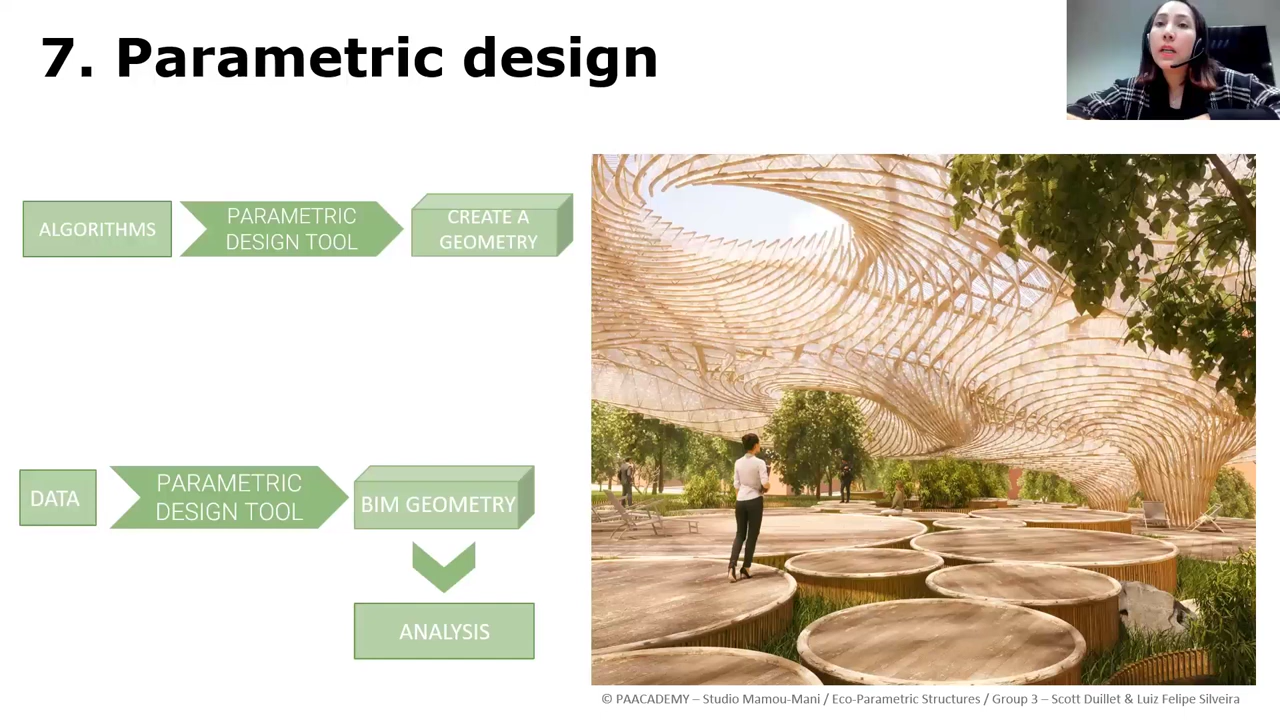 7. Parametric design
ALGORITHMS
PARAMETRIC
DESIGN TOOL
CREATE A
GEOMETRY
DATA
PARAMETRIC
DESIGN TOOL
BIM GEOMETRY
ANALYSIS
© PAACADEMY – Studio Mamou-Mani / Eco-Parametric Structures / Group 3 – Scott Duillet & Luiz Felipe Silveira